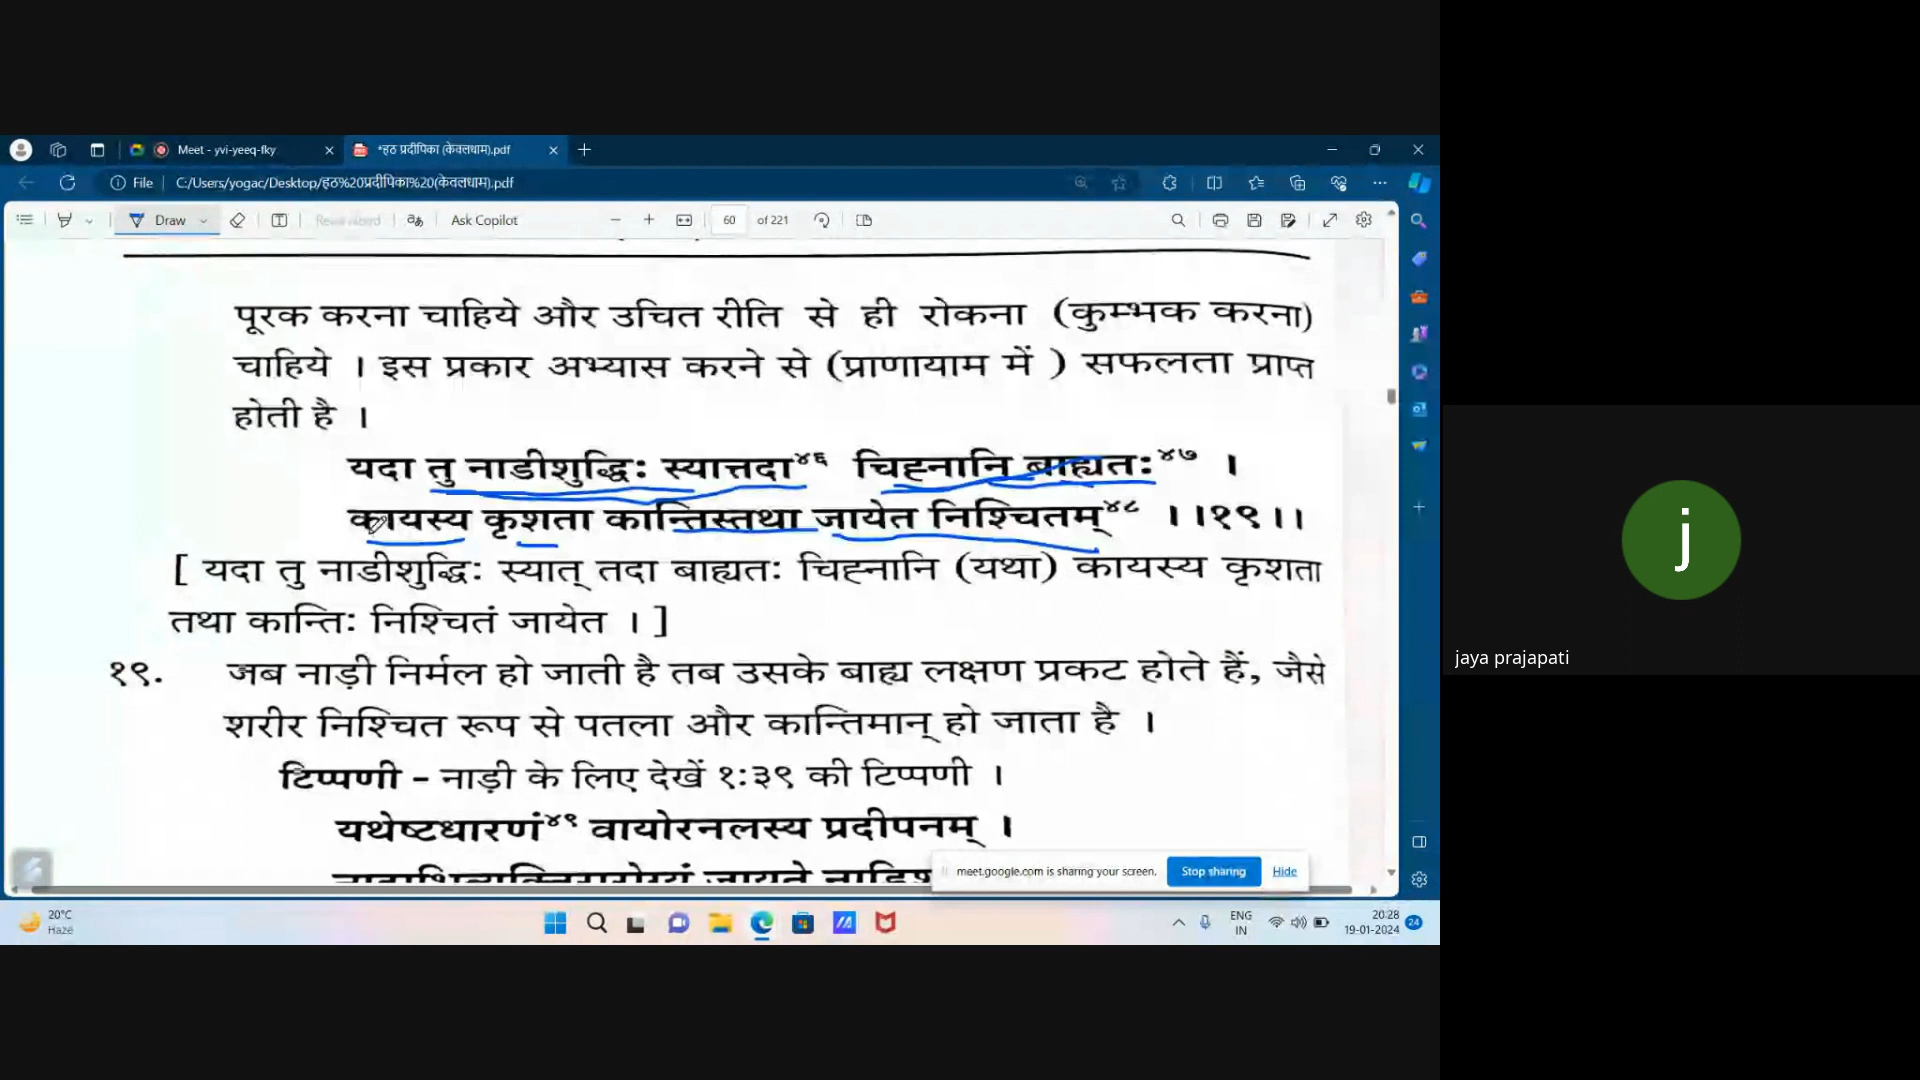 Meet - yvi-yeeq-fky
*हठ प्रदीपिका (केवलधाम).pdf
File
C:/Users/yogac/Desktop/हठ%20प्रदीपिका%20(केवलधाम).pdf
Draw
Read aloud
Ask Copilot
60
of 221
पूरक करना चाहिये और उचित रीति से ही रोकना (कुम्भक करना)
चाहिये । इस प्रकार अभ्यास करने से (प्राणायाम में ) सफलता प्राप्त
होती है ।
यदा तु नाडीशुद्धिः स्यात्तदा४६ चिह्नानि बाह्यतः४७ ।
कायस्य कृशता कान्तिस्तथा जायेत निश्चितम्४८ ।।१९।।
[ यदा तु नाडीशुद्धिः स्यात् तदा बाह्यतः चिह्नानि (यथा) कायस्य कृशता
तथा कान्तिः निश्चितं जायेत । ]
१९. जब नाड़ी निर्मल हो जाती है तब उसके बाह्य लक्षण प्रकट होते हैं, जैसे
शरीर निश्चित रूप से पतला और कान्तिमान् हो जाता है ।
टिप्पणी – नाड़ी के लिए देखें १:३९ की टिप्पणी ।
यथेष्टधारणं४९ वायोरनलस्य प्रदीपनम् ।
meet.google.com is sharing your screen.
Stop sharing
Hide
j
jaya prajapati
20°C
Haze
ENG
IN
20:28
19-01-2024
24